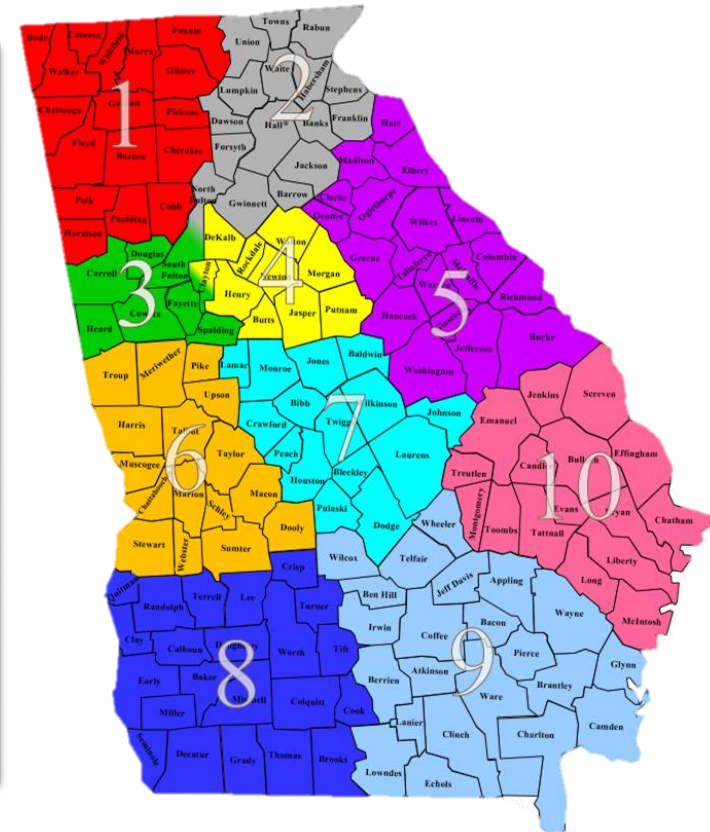 Towns
Rabun
Fannin
Union
Dade
Catoosa
Whitfield
Murray
Walker
Gilmer
Waite
2
Habersham
Lumpkin
Stephens
Chattooga
Gordon
1
Pickens
Dawson
Hall
Banks
Franklin
Hart
Floyd
Bartow
Cherokee
Forsyth
Jackson
Madison
Elbert
Polk
Paulding
Cobb
North
Fulton
Gwinnett
Barrow
Clarke
Oconee
Oglethorpe
Wilkes
Lincoln
Haralson
DeKalb
Walton
Rockdale
4
Newton
Morgan
Greene
Taliaferro
Columbia
Carroll
Douglas
South
Fulton
Clayton
3
Henry
Warren
McDuffie
5
Richmond
Heard
Fayette
Spalding
Butts
Jasper
Putnam
Hancock
Jefferson
Burke
Troup
Meriwether
Pike
Lamar
Monroe
Jones
Baldwin
Washington
Upson
Bibb
Twiggs
7
Wilkinson
Johnson
Emanuel
Jenkins
Screven
Harris
Talbot
Crawford
Taylor
6
Peach
Laurens
Effingham
Muscogee
Bleckley
Treutlen
Candler
10
Marion
Schley
Macon
Houston
Montgomery
Evans
Chatham
Dooly
Pulaski
Dodge
Wheeler
Toombs
Tattnall
Stewart
Webster
Sumter
Wilcox
Telfair
Liberty
Crisp
Jeff Davis
Appling
Long
Quitman
Randolph
Terrell
Lee
Turner
Ben Hill
Wayne
McIntosh
Clay
Calhoun
8
Worth
Tift
Irwin
Coffee
Bacon
9
Pierce
Glynn
Early
Baker
Mitchell
Berrien
Atkinson
Ware
Brantley
Miller
Colquitt
Cook
Lanier
Clinch
Charlton
Camden
Seminole
Decatur
Grady
Thomas
Brooks
Lowndes
Echols